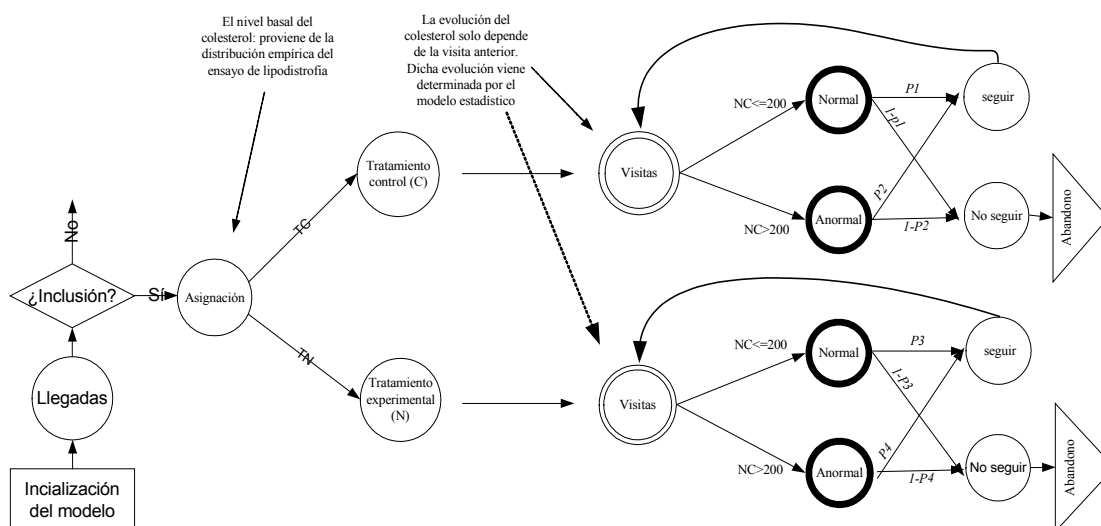 El nivel basal del
colesterol: proviene de la
distribución empírica del
ensayo de lipodistrofia
La evolución del
colesterol solo depende
de la visita anterior.
Dicha evolución viene
determinada por el
modelo estadístico
No
¿Inclusión?
Sí
Llegadas
Incialización
del modelo
Asignación
TC
TN
Tratamiento
control (C)
Tratamiento
experimental
(N)
Visitas
NC<=200
NC>200
Normal
Anormal
P1
1-p1
P2
1-P2
seguir
No seguir
Abandono
Visitas
NC<=200
NC>200
Normal
Anormal
P3
1-P3
P4
1-P4
seguir
No seguir
Abandono